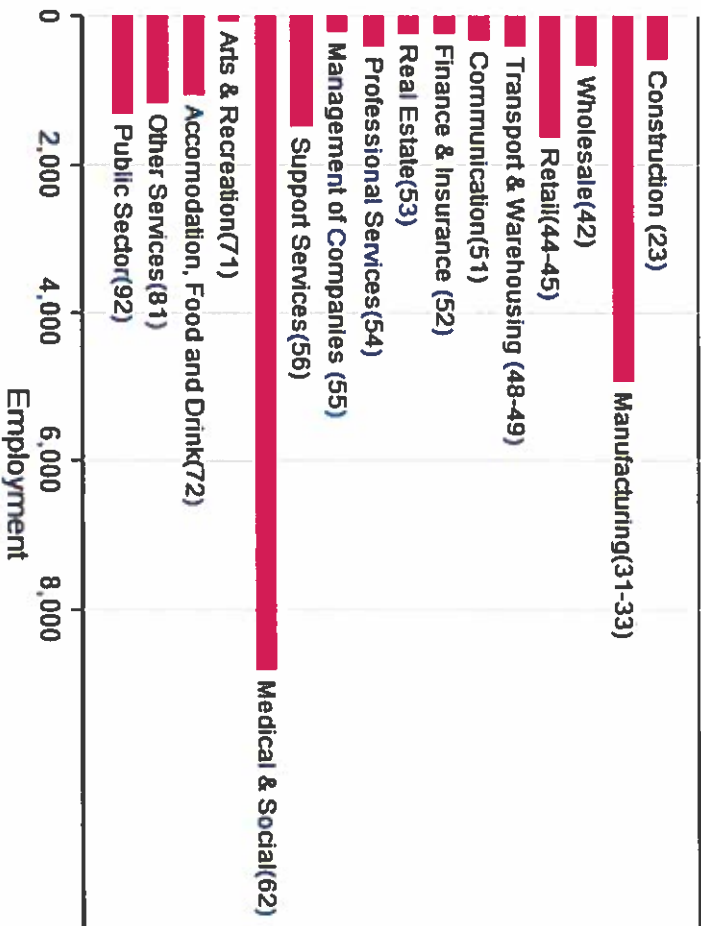 Construction (23)
Manufacturing(31-33)
Wholesale(42)
Retail(44-45)
Transport & Warehousing (48-49)
Communication(51)
Finance & Insurance (52)
Real Estate(53)
Professional Services(54)
Management of Companies (55)
Support Services(56)
Medical & Social(62)
Arts & Recreation(71)
Accomodation, Food and Drink(72)
Other Services(81)
Public Sector(92)
0
2,000
4,000
6,000
8,000
Employment